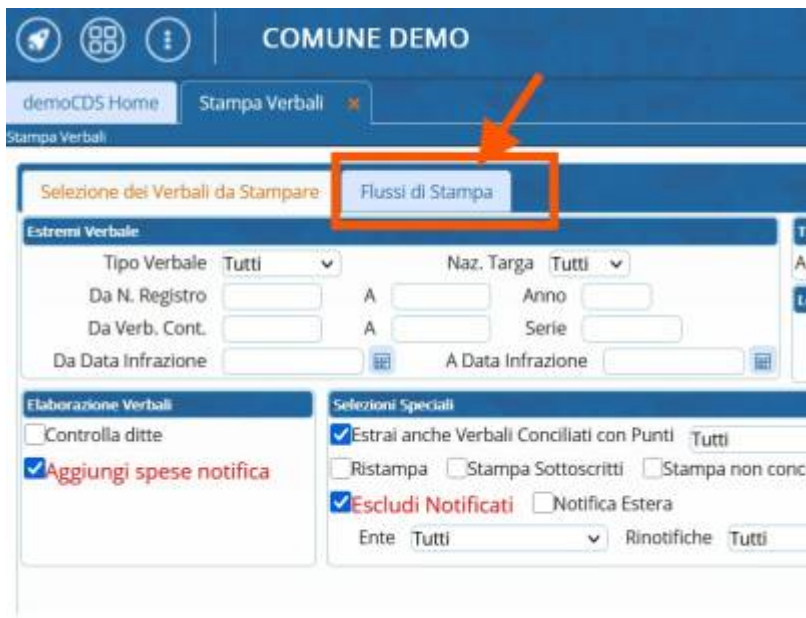 COMUNE DEMO
demoCDS Home Stampa Verbali ×
Stampa Verbali
Selezione dei Verbali da Stampare Flussi di Stampa
Estremi Verbale
Tipo Verbale Tutti Naz. Targa Tutti
Da N. Registro A Anno
Da Verb. Cont. A Serie
Da Data Infrazione A Data Infrazione
Elaborazione Verbali Selezioni Speciali
Controlla ditte Estrai anche Verbali Conciliati con Punti Tutti
Aggiungi spese notifica Ristampa Stampa Sottoscritti Stampa non conc
Escludi Notificati Notifica Estera
Ente Tutti Rinotifiche Tutti